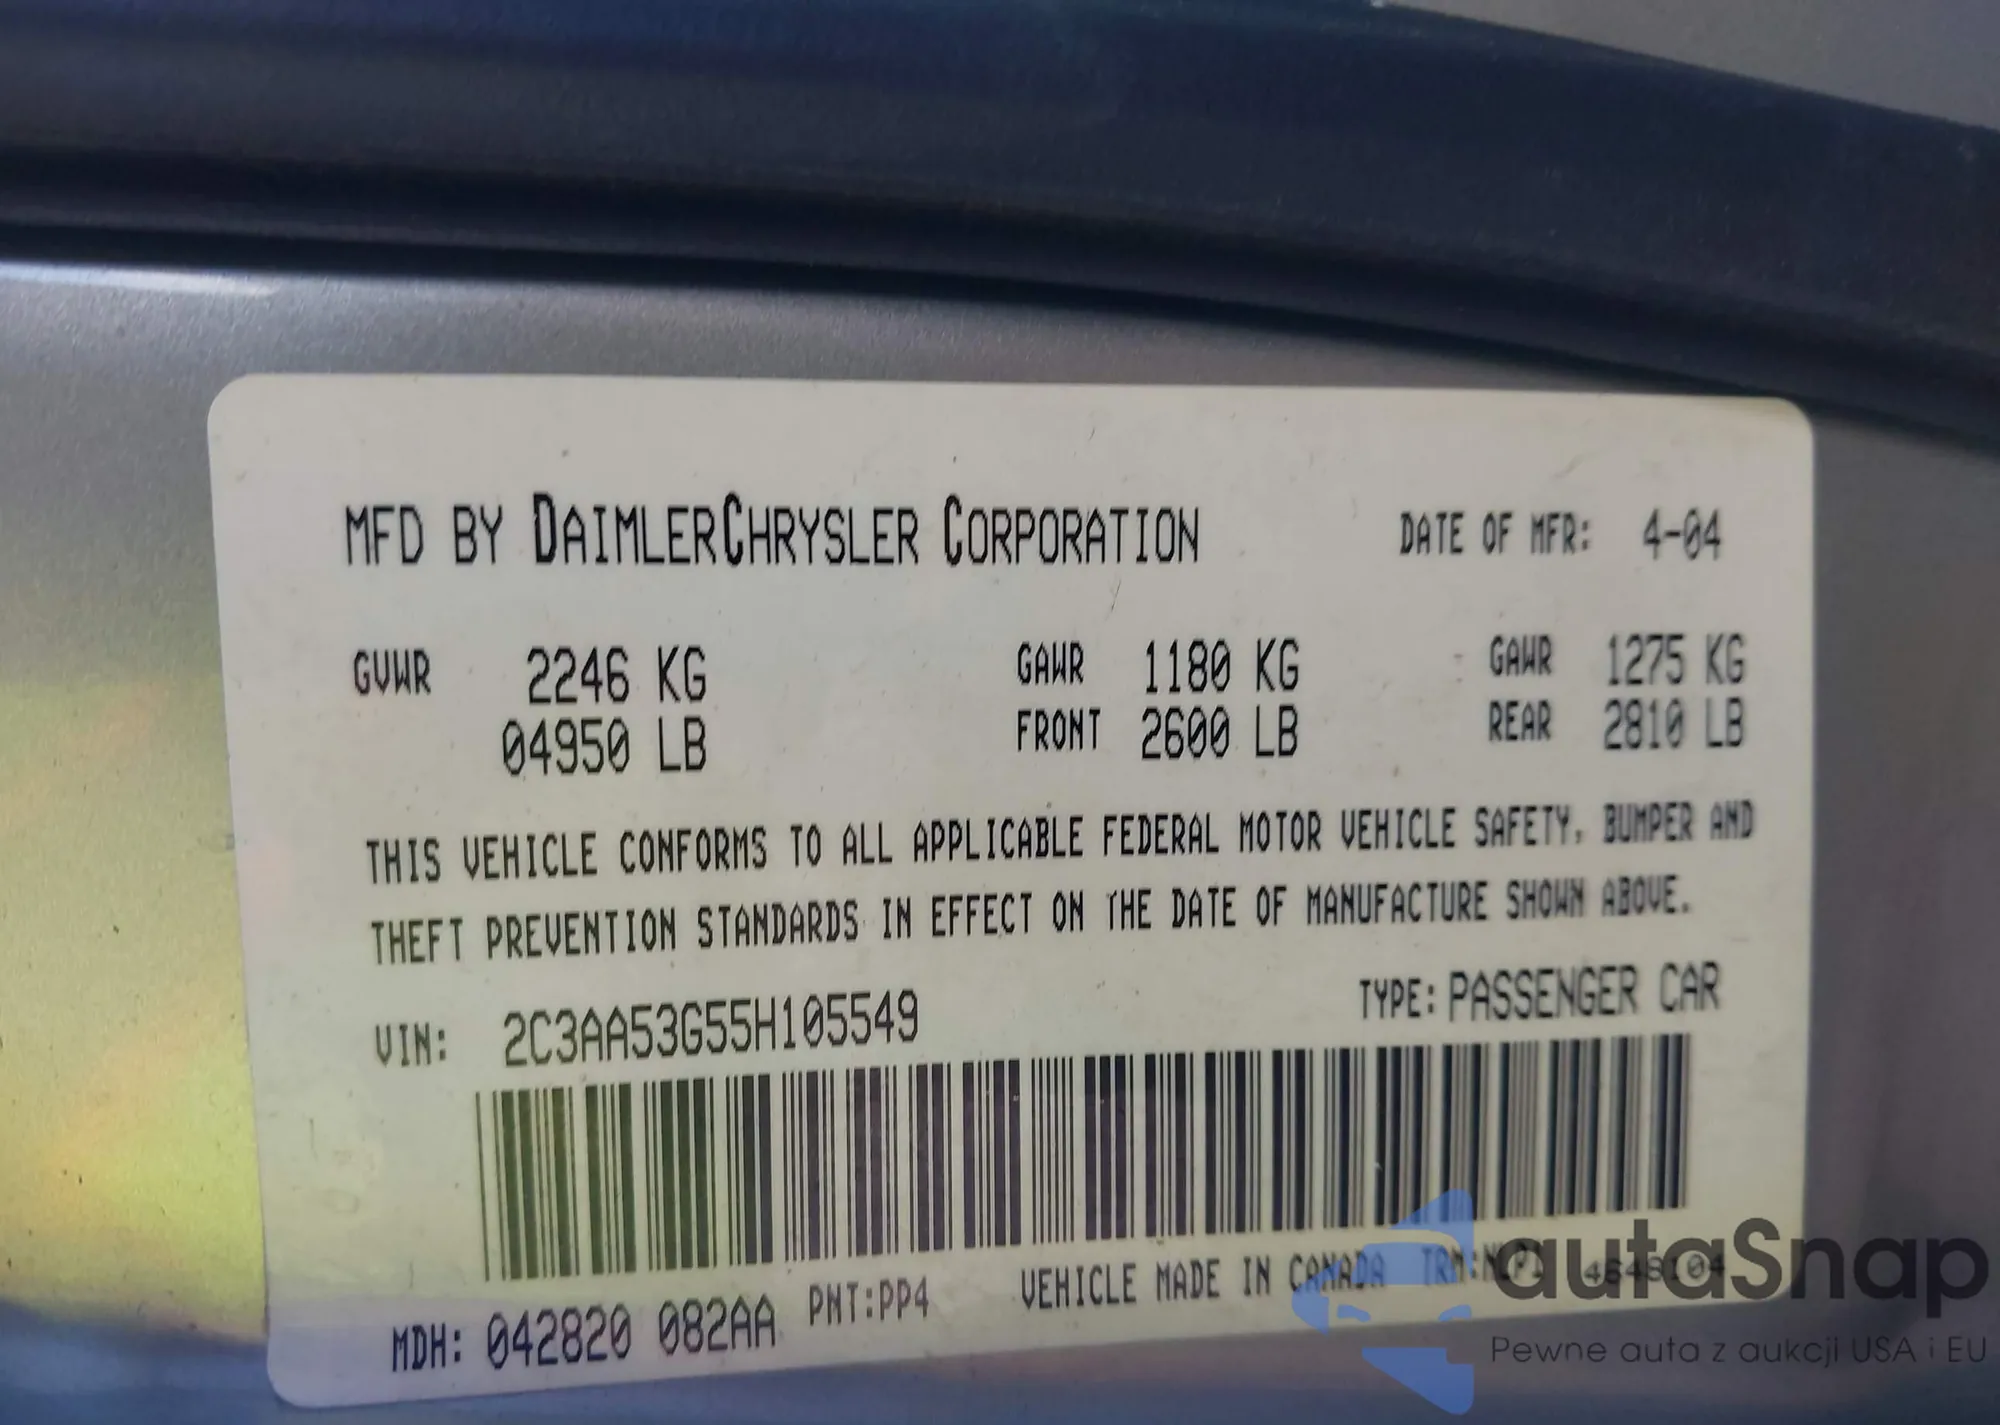 MFD BY DAIMLERCHRYSLER CORPORATION DATE OF MFR: 4-04
GVWR 2246 KG GAWR 1180 KG GAWR 1275 KG
04950 LB FRONT 2600 LB REAR 2810 LB
THIS VEHICLE CONFORMS TO ALL APPLICABLE FEDERAL MOTOR VEHICLE SAFETY, BUMPER AND
THEFT PREVENTION STANDARDS IN EFFECT ON THE DATE OF MANUFACTURE SHOWN ABOVE.
VIN: 2C3AA53G55H105549 TYPE: PASSENGER CAR
MDH: 042820 082AA PNT:PP4 VEHICLE MADE IN CANADA
autaSnap
Pewne auta z aukcji USA i EU